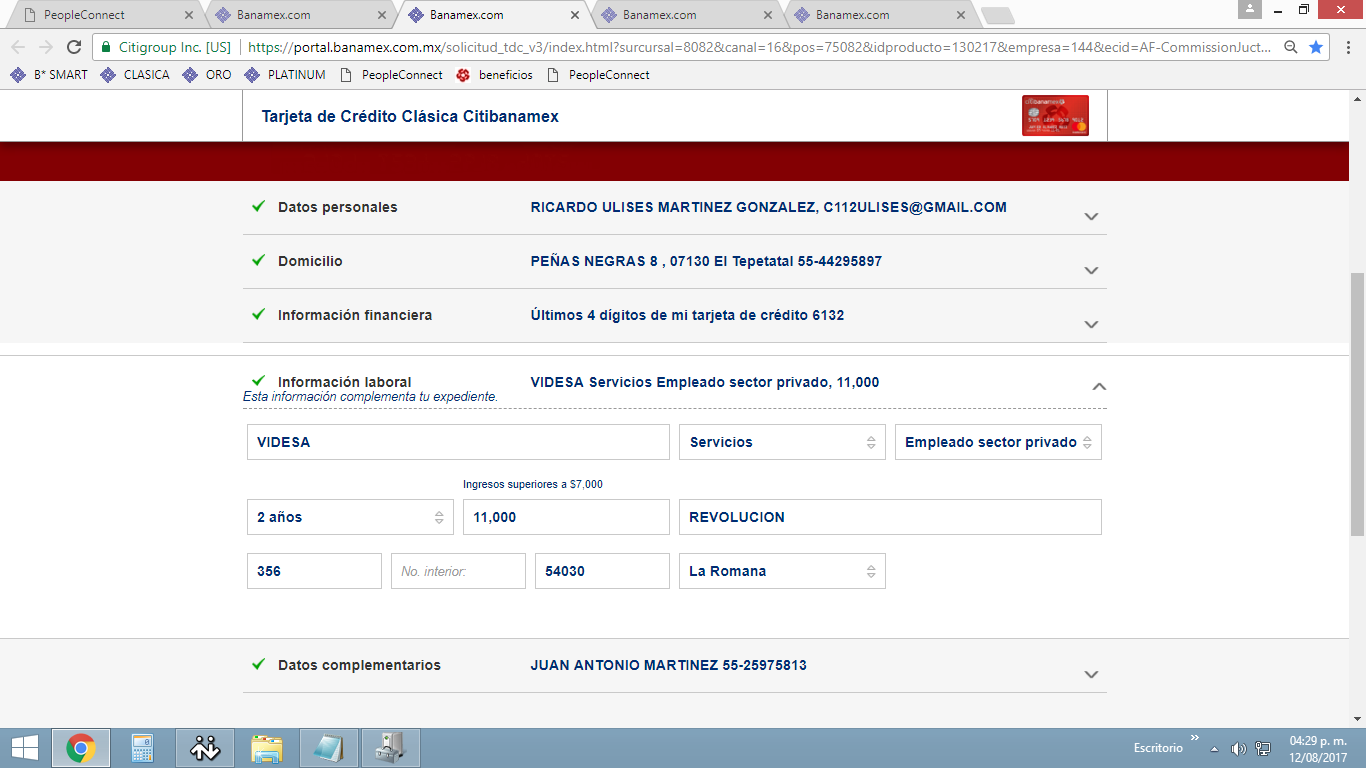 PeopleConnect
Banamex.com
Banamex.com
Banamex.com
Banamex.com
Citigroup Inc. [US] https://portal.banamex.com.mx/solicitud_tdc_v3/index.html?surcursal=8082&canal=16&pos=75082&idproducto=130217&empresa=144&ecid=AF-CommissionJuct...
B* SMART CLASICA ORO PLATINUM PeopleConnect beneficios PeopleConnect
Tarjeta de Crédito Clásica Citibanamex
Datos personales RICARDO ULISES MARTINEZ GONZALEZ, C112ULISES@GMAIL.COM
Domicilio PEÑAS NEGRAS 8 , 07130 El Tepetatal 55-44295897
Información financiera Últimos 4 dígitos de mi tarjeta de crédito 6132
Información laboral VIDESA Servicios Empleado sector privado, 11,000
Esta información complementa tu expediente.
VIDESA Servicios Empleado sector privado
Ingresos superiores a $7,000
2 años 11,000 REVOLUCION
356 No. interior: 54030 La Romana
Datos complementarios JUAN ANTONIO MARTINEZ 55-25975813
Escritorio
04:29 p. m.
12/08/2017